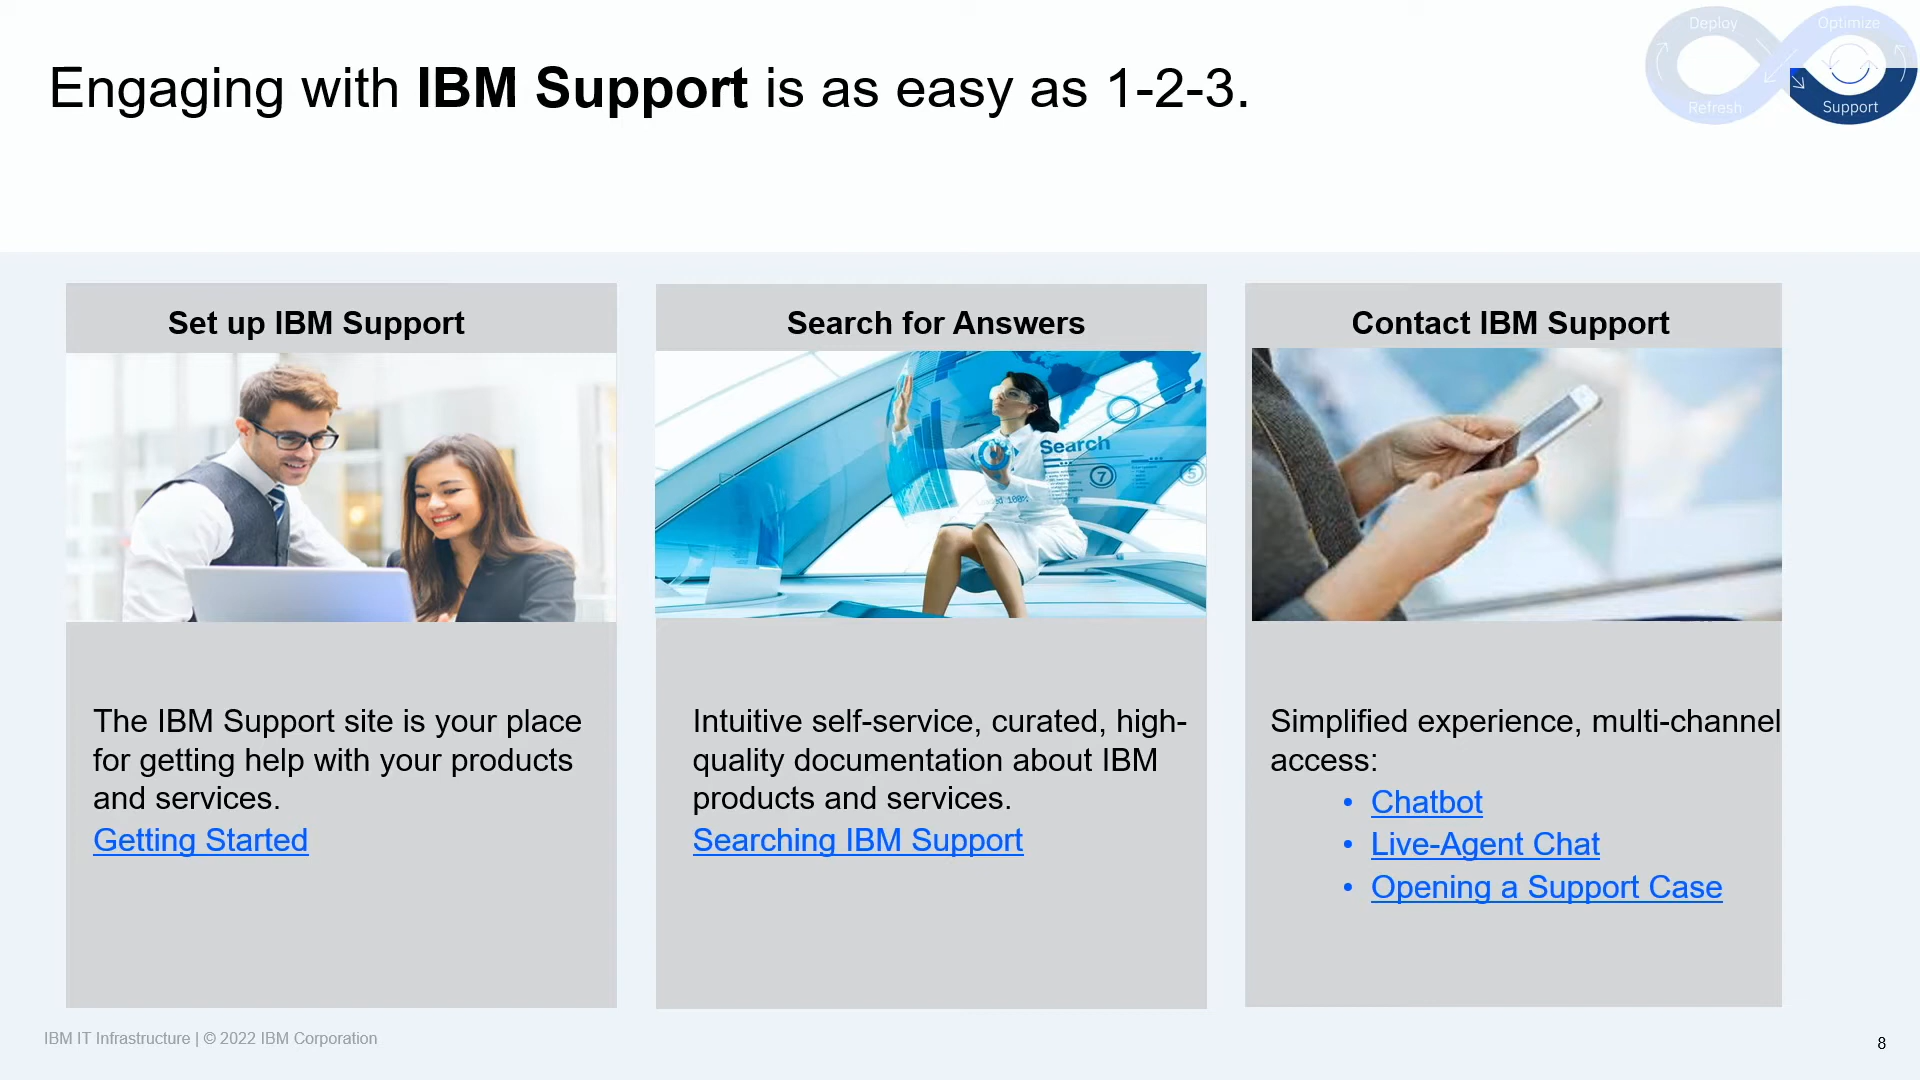 Deploy
Optimize
Refresh
Support
Engaging with IBM Support is as easy as 1-2-3.
Set up IBM Support
The IBM Support site is your place
for getting help with your products
and services.
Getting Started
Search for Answers
Search
7
5
100%
Intuitive self-service, curated, high-
quality documentation about IBM
products and services.
Searching IBM Support
Contact IBM Support
Simplified experience, multi-channel
access:
• Chatbot
• Live-Agent Chat
• Opening a Support Case
IBM IT Infrastructure | © 2022 IBM Corporation
8